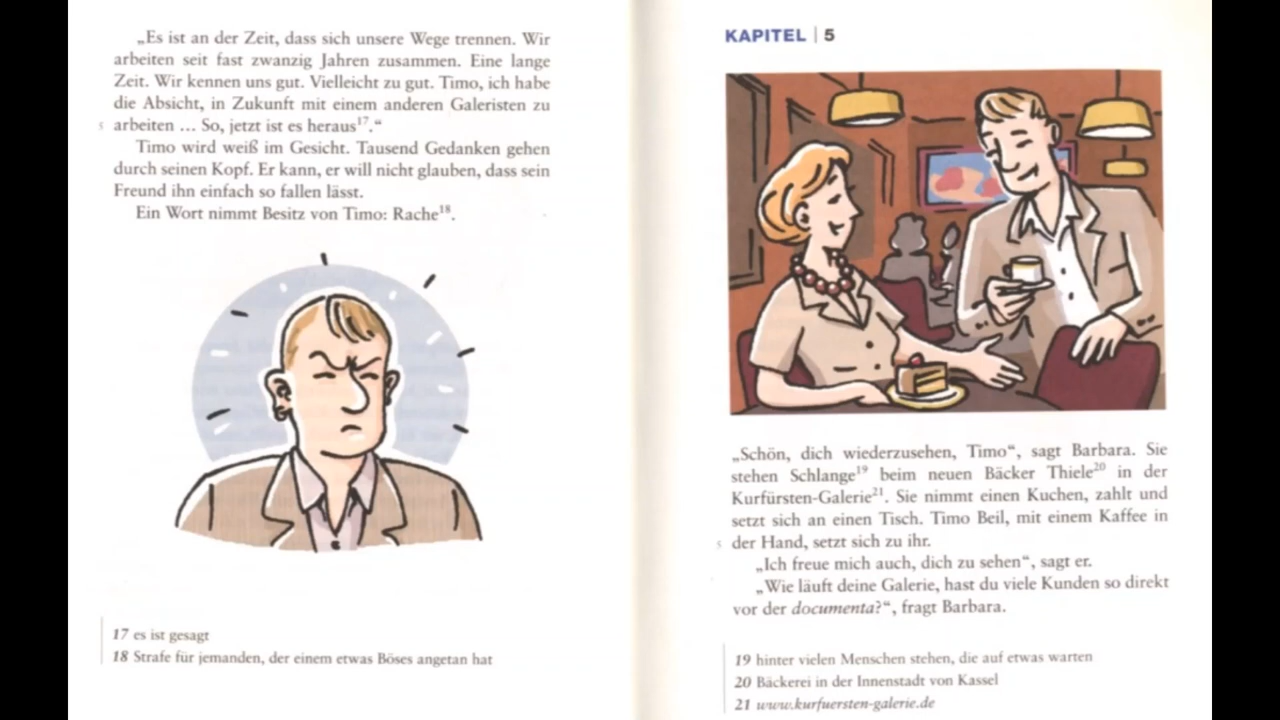 „Es ist an der Zeit, dass sich unsere Wege trennen. Wir
arbeiten seit fast zwanzig Jahren zusammen. Eine lange
Zeit. Wir kennen uns gut. Vielleicht zu gut. Timo, ich habe
die Absicht, in Zukunft mit einem anderen Galeristen zu
5 arbeiten ... So, jetzt ist es heraus17.“
Timo wird weiß im Gesicht. Tausend Gedanken gehen
durch seinen Kopf. Er kann, er will nicht glauben, dass sein
Freund ihn einfach so fallen lässt.
Ein Wort nimmt Besitz von Timo: Rache18.
17 es ist gesagt
18 Strafe für jemanden, der einem etwas Böses angetan hat
KAPITEL | 5
„Schön, dich wiederzusehen, Timo“, sagt Barbara. Sie
stehen Schlange19 beim neuen Bäcker Thiele20 in der
Kurfürsten-Galerie21. Sie nimmt einen Kuchen, zahlt und
setzt sich an einen Tisch. Timo Beil, mit einem Kaffee in
5 der Hand, setzt sich zu ihr.
„Ich freue mich auch, dich zu sehen“, sagt er.
„Wie läuft deine Galerie, hast du viele Kunden so direkt
vor der documenta?“, fragt Barbara.
19 hinter vielen Menschen stehen, die auf etwas warten
20 Bäckerei in der Innenstadt von Kassel
21 www.kurfuersten-galerie.de